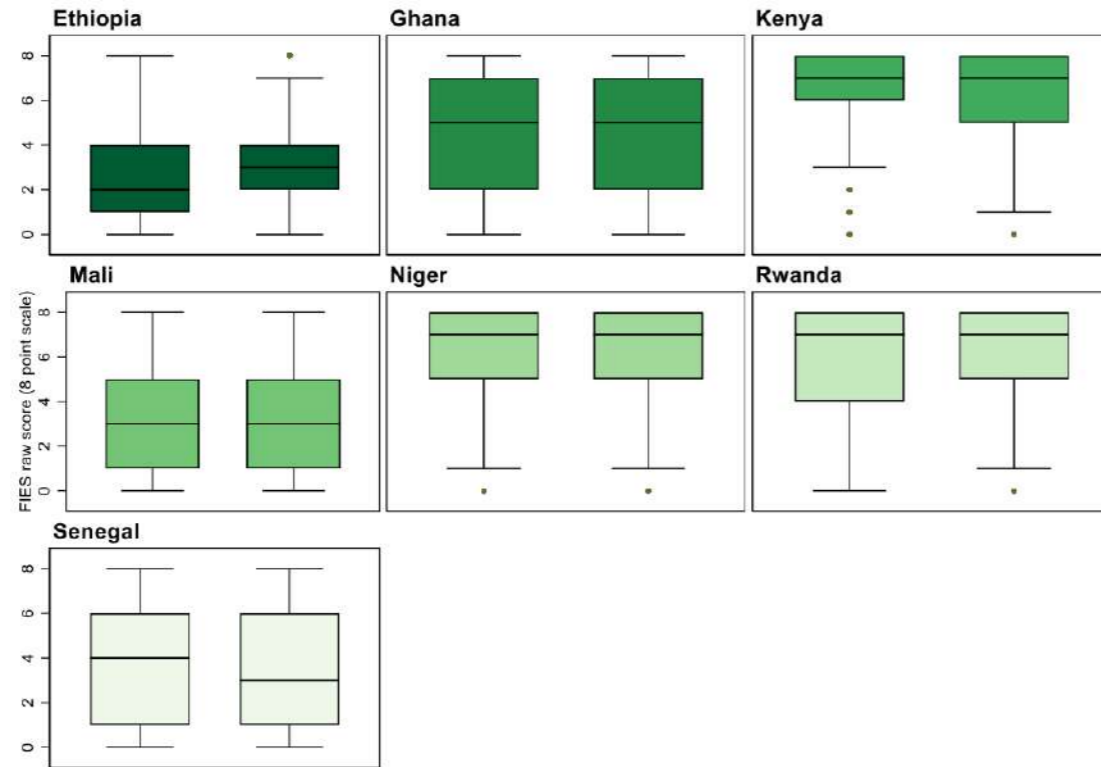 Ethiopia
Ghana
Kenya
8
6
4
2
0
Mali
Niger
Rwanda
FIES raw score (8 point scale)
8
6
4
2
0
Senegal
8
6
4
2
0